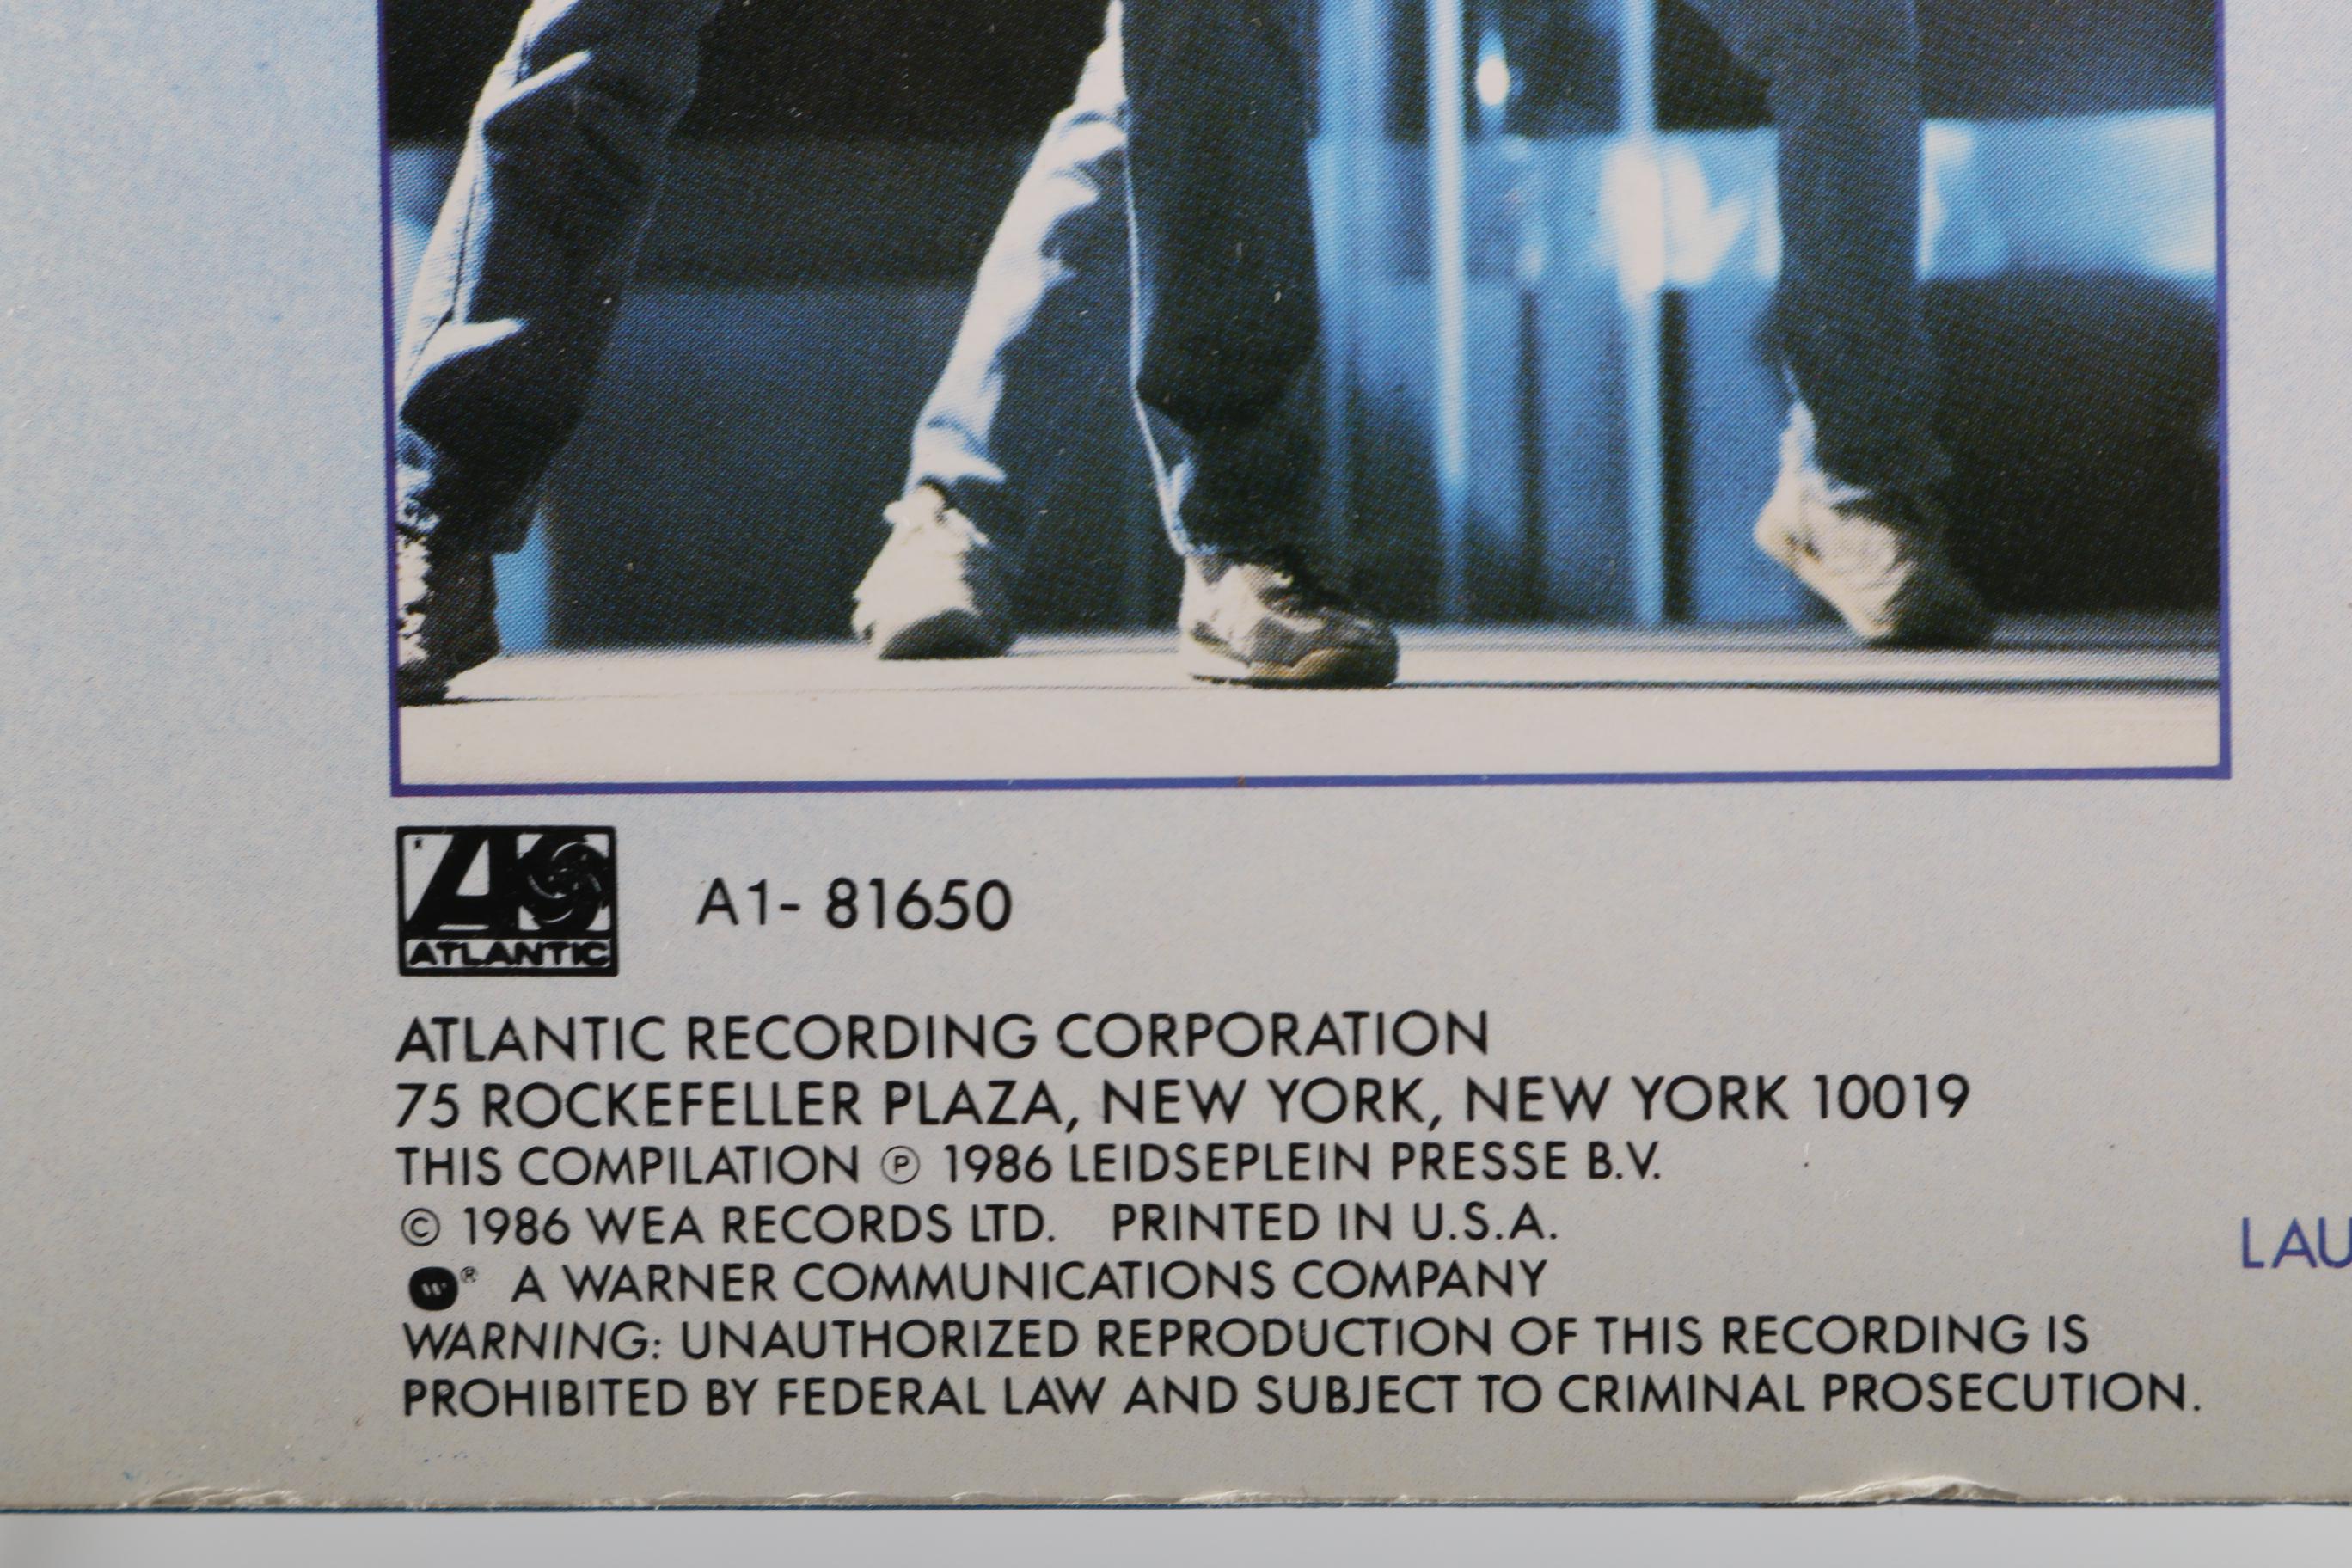 ATLANTIC
A1- 81650
ATLANTIC RECORDING CORPORATION
75 ROCKEFELLER PLAZA, NEW YORK, NEW YORK 10019
THIS COMPILATION ℗ 1986 LEIDSEPLEIN PRESSE B.V.
© 1986 WEA RECORDS LTD. PRINTED IN U.S.A.
W® A WARNER COMMUNICATIONS COMPANY
WARNING: UNAUTHORIZED REPRODUCTION OF THIS RECORDING IS
PROHIBITED BY FEDERAL LAW AND SUBJECT TO CRIMINAL PROSECUTION.
LAU